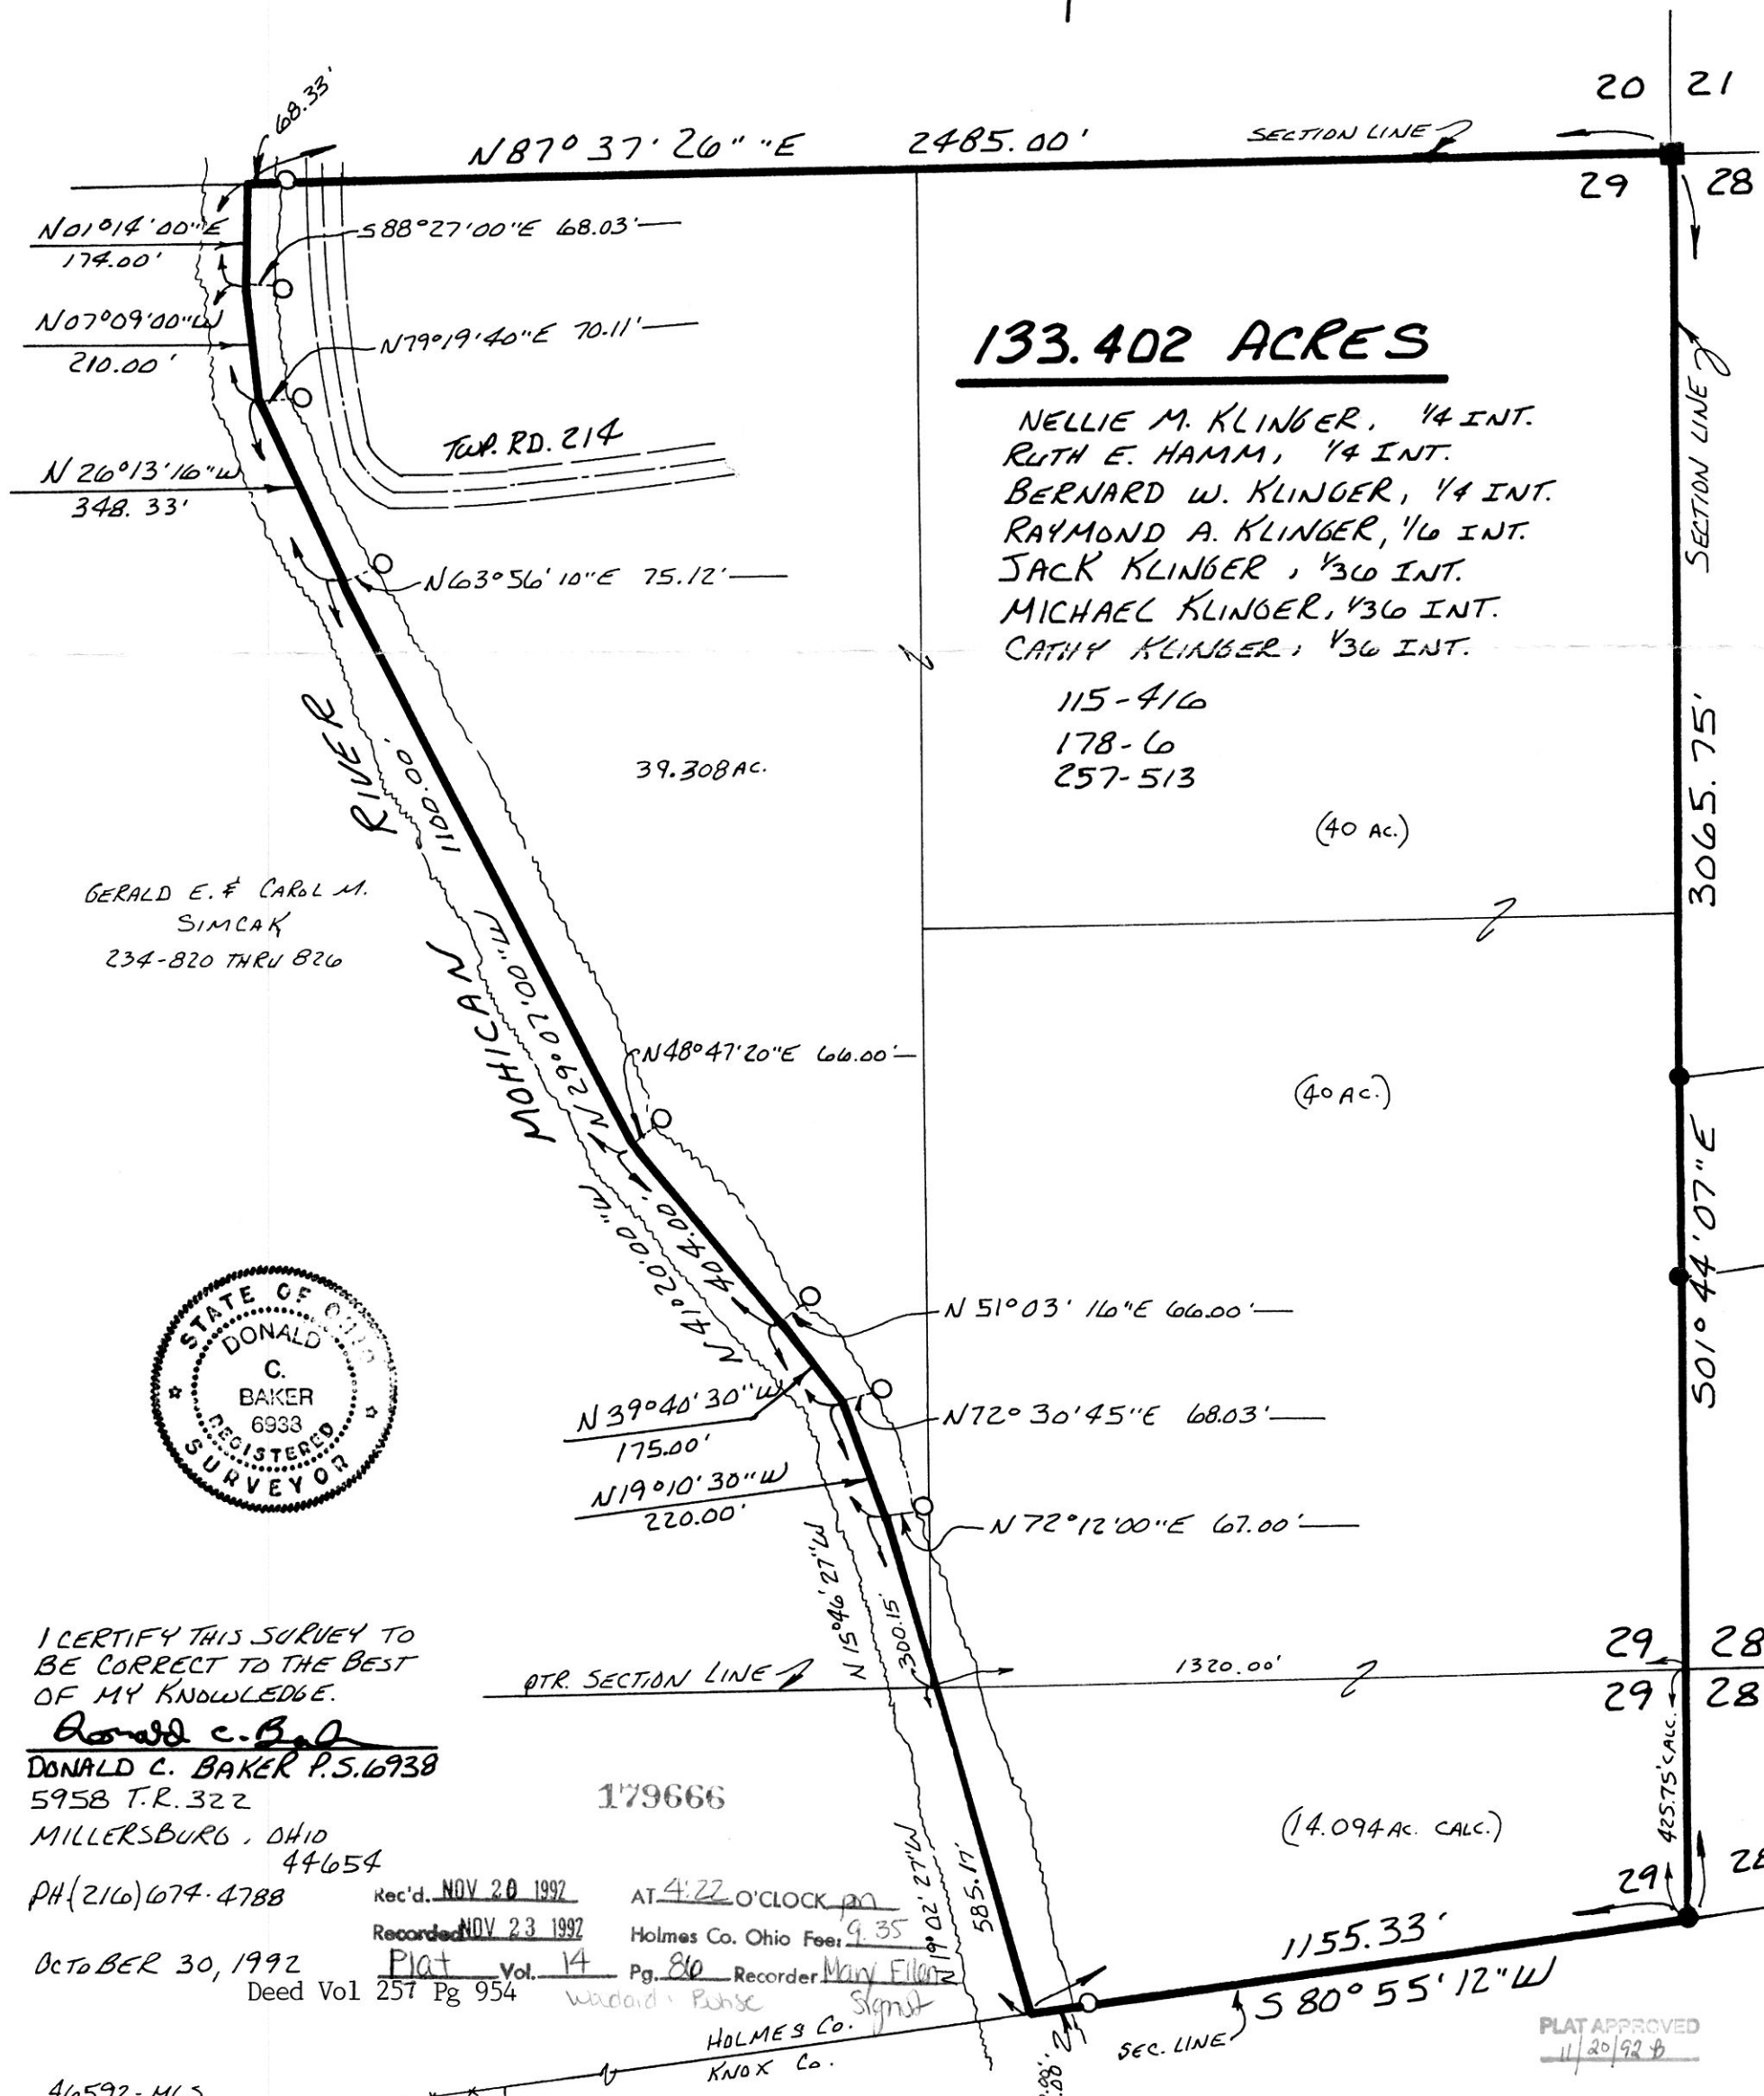 68.33'
N87° 37' 26" "E 2485.00' SECTION LINE
20 21
29 28
N01°14'00"E
174.00'
S88°27'00"E 68.03'
N07°09'00"W
210.00'
N79°19'40"E 70.11'
TWP. RD. 214
N 26°13'16"W
348.33'
N63°56'10"E 75.12'
133.402 ACRES
NELLIE M. KLINGER, 1/4 INT.
RUTH E. HAMM, 1/4 INT.
BERNARD W. KLINGER, 1/4 INT.
RAYMOND A. KLINGER, 1/6 INT.
JACK KLINGER, 1/36 INT.
MICHAEL KLINGER, 1/36 INT.
CATHY KLINGER, 1/36 INT.
115-416
178-6
257-513
SECTION LINE
3065.75'
S01° 44' 07"E
39.308 AC.
(40 AC.)
(40 AC.)
MOHICAN RIVER
1100.00'
N29°07'00"W
GERALD E. & CAROL M.
SIMCAK
234-820 THRU 826
N48°47'20"E 66.00'
404.00'
N 41°20'00"W
N 51°03'16"E 66.00'
N 39°40'30"W
175.00'
N72°30'45"E 68.03'
N19°10'30"W
220.00'
N 72°12'00"E 67.00'
N 15°46'27"W
300.15'
STATE OF OHIO
DONALD
C.
BAKER
6938
REGISTERED
SURVEYOR
QTR. SECTION LINE 1320.00'
29 28
29 28
I CERTIFY THIS SURVEY TO
BE CORRECT TO THE BEST
OF MY KNOWLEDGE.
Donald C. Baker
DONALD C. BAKER P.S.6938
5958 T.R. 322
MILLERSBURG, OHIO
44654
PH(216)674-4788
OCTOBER 30, 1992
179666
(14.094 AC. CALC.)
425.75' CALC.
29 28
Rec'd. NOV 20 1992 AT 4:22 O'CLOCK pm
Recorded NOV 23 1992 Holmes Co. Ohio Fee: 9.35
Plat Vol. 14 Pg. 86 Recorder Mary Ellen
Deed Vol 257 Pg 954
N19°02'27"W
585.17'
1155.33'
S 80° 55' 12" W
SEC. LINE
HOLMES CO.
KNOX CO.
PLAT APPROVED
11/20/92 B